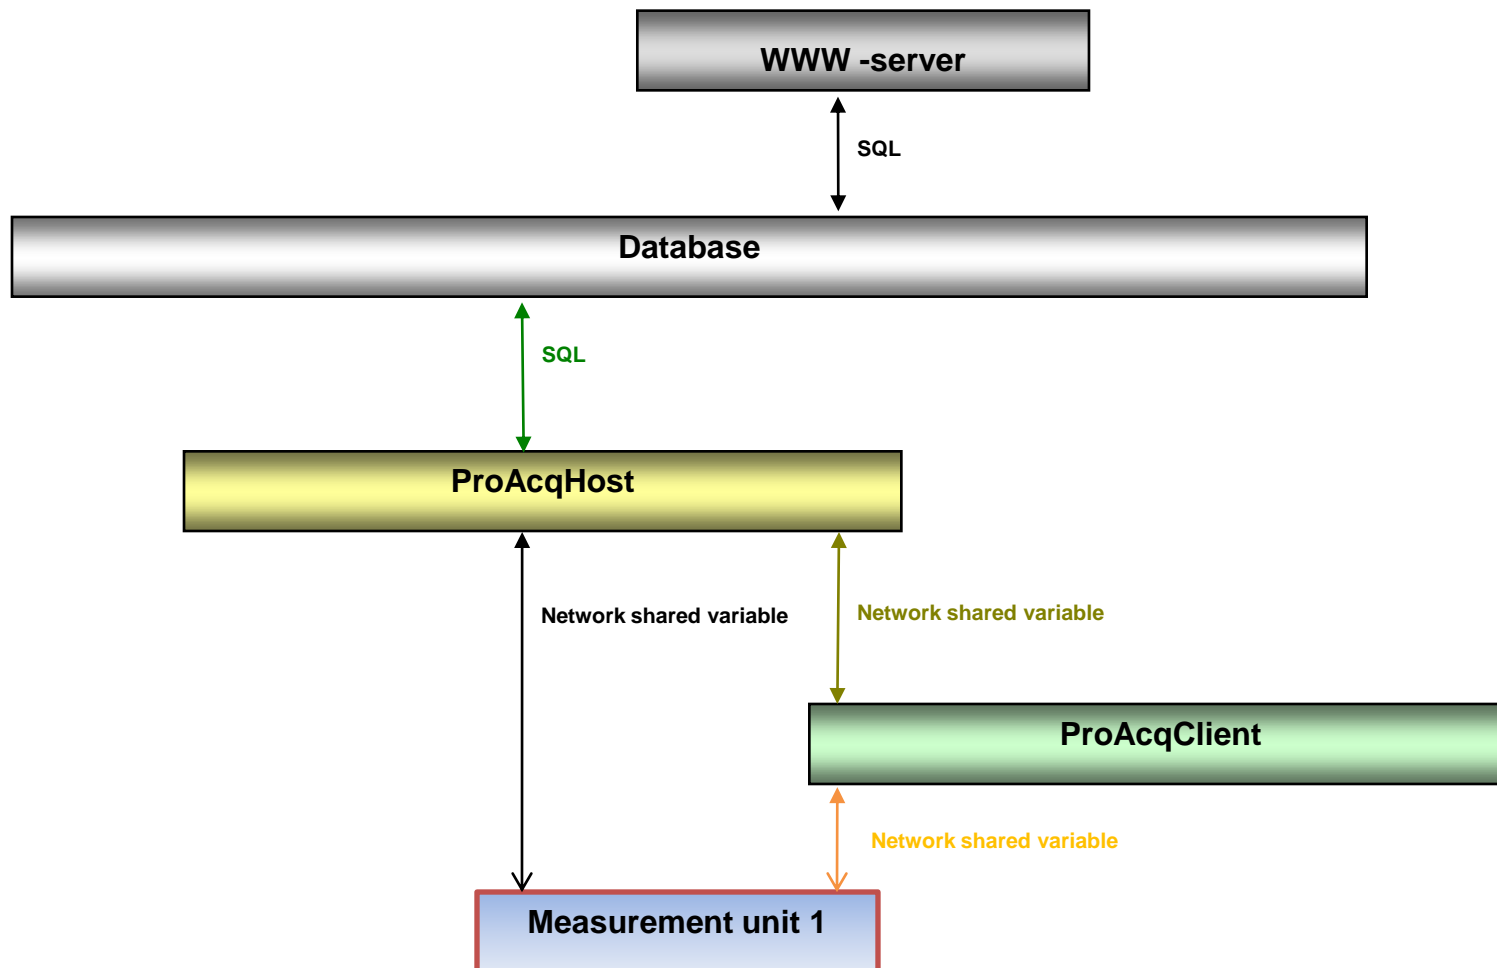 WWW -server
SQL
Database
SQL
ProAcqHost
Network shared variable
Network shared variable
ProAcqClient
Network shared variable
Measurement unit 1